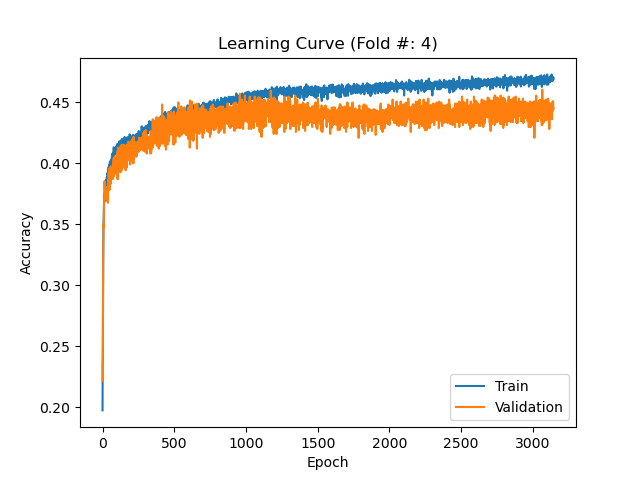 Learning Curve (Fold #: 4)
Accuracy
0.45
0.40
0.35
0.30
0.25
0.20
0 500 1000 1500 2000 2500 3000
Epoch
Train
Validation